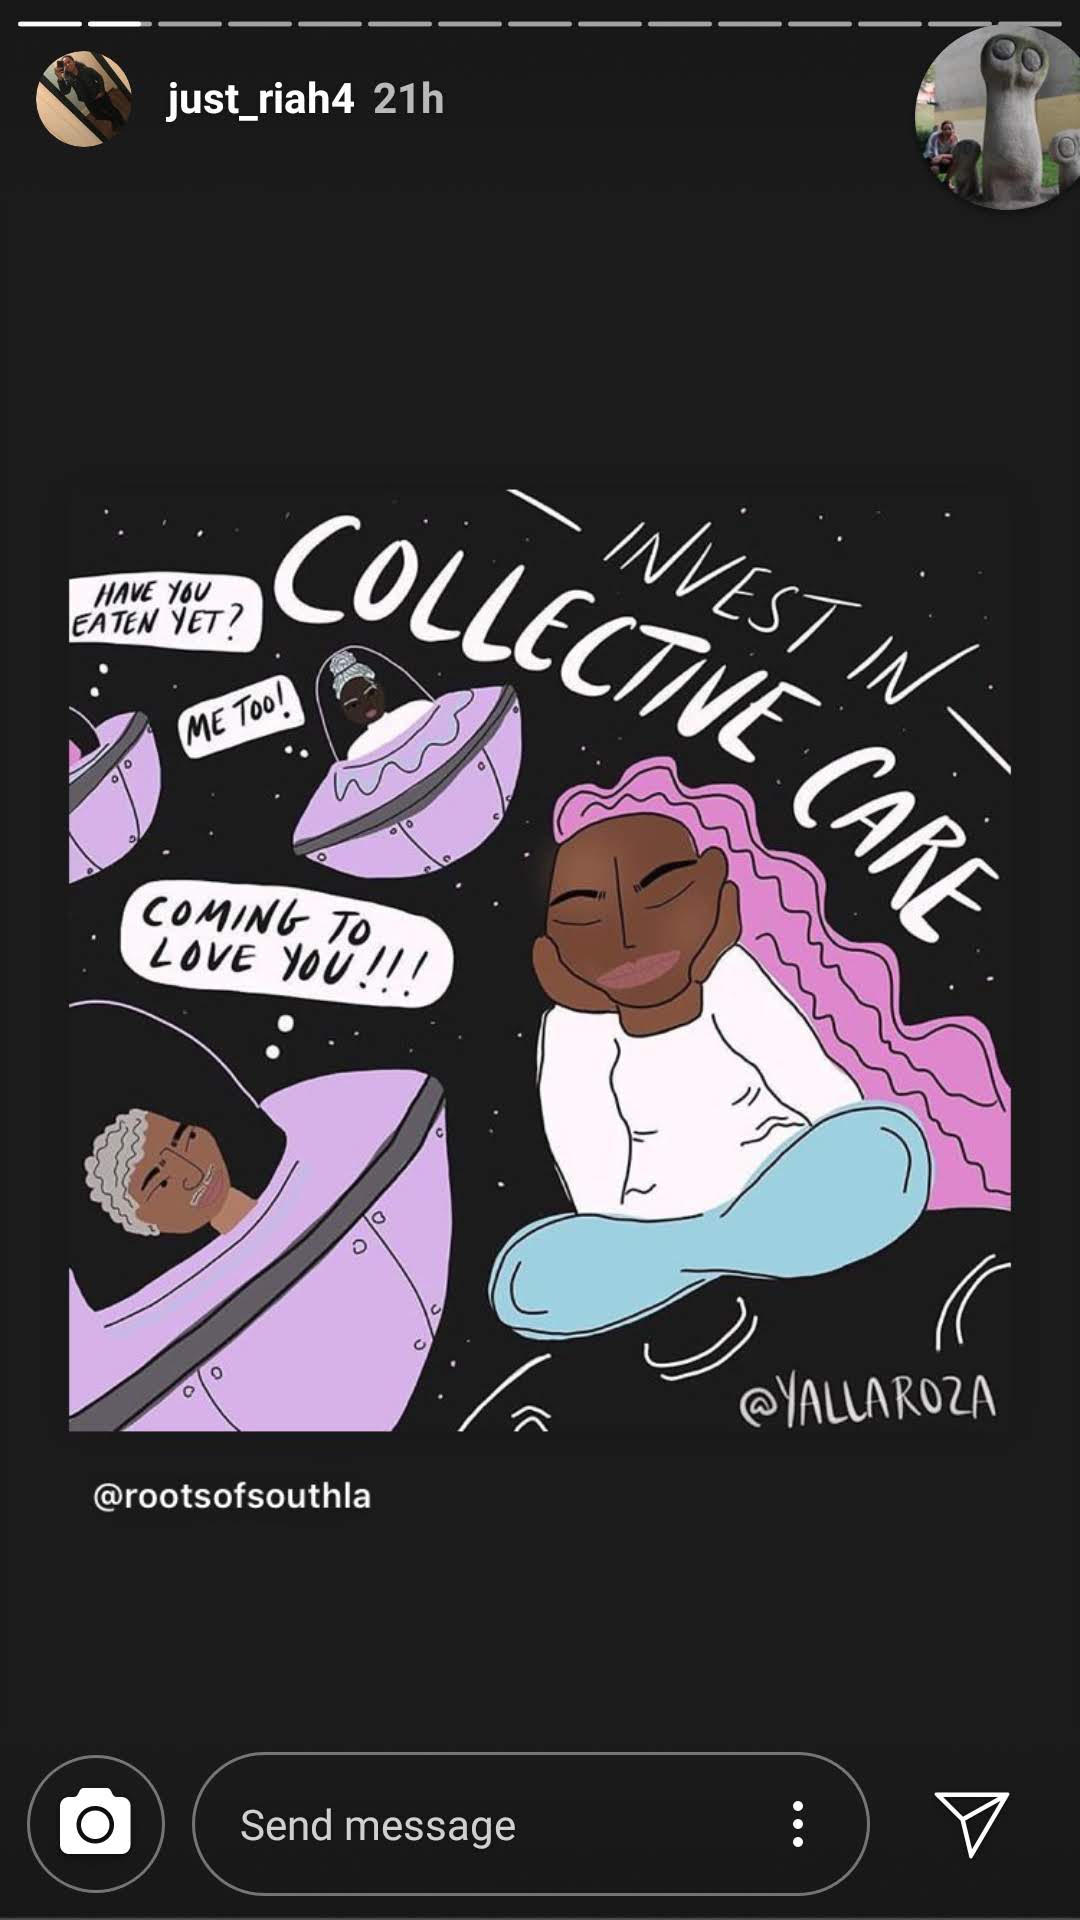 just_riah4 21h
INVEST IN
COLLECTIVE CARE
HAVE YOU
EATEN YET?
ME TOO!
COMING TO
LOVE YOU!!!
@YALLAROZA
@rootsofsouthla
Send message